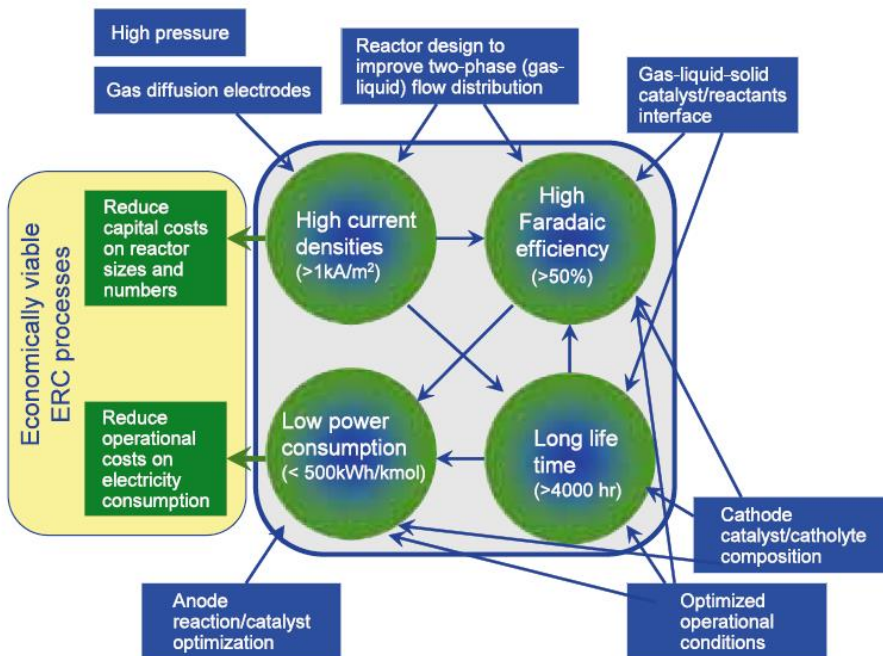 High pressure
Gas diffusion electrodes
Reactor design to
improve two-phase (gas-
liquid) flow distribution
Gas-liquid-solid
catalyst/reactants
interface
Economically viable
ERC processes
Reduce
capital costs
on reactor
sizes and
numbers
High current
densities
(>1kA/m²)
High
Faradaic
efficiency
(>50%)
Reduce
operational
costs on
electricity
consumption
Low power
consumption
(< 500kWh/kmol)
Long life
time
(>4000 hr)
Cathode
catalyst/catholyte
composition
Anode
reaction/catalyst
optimization
Optimized
operational
conditions